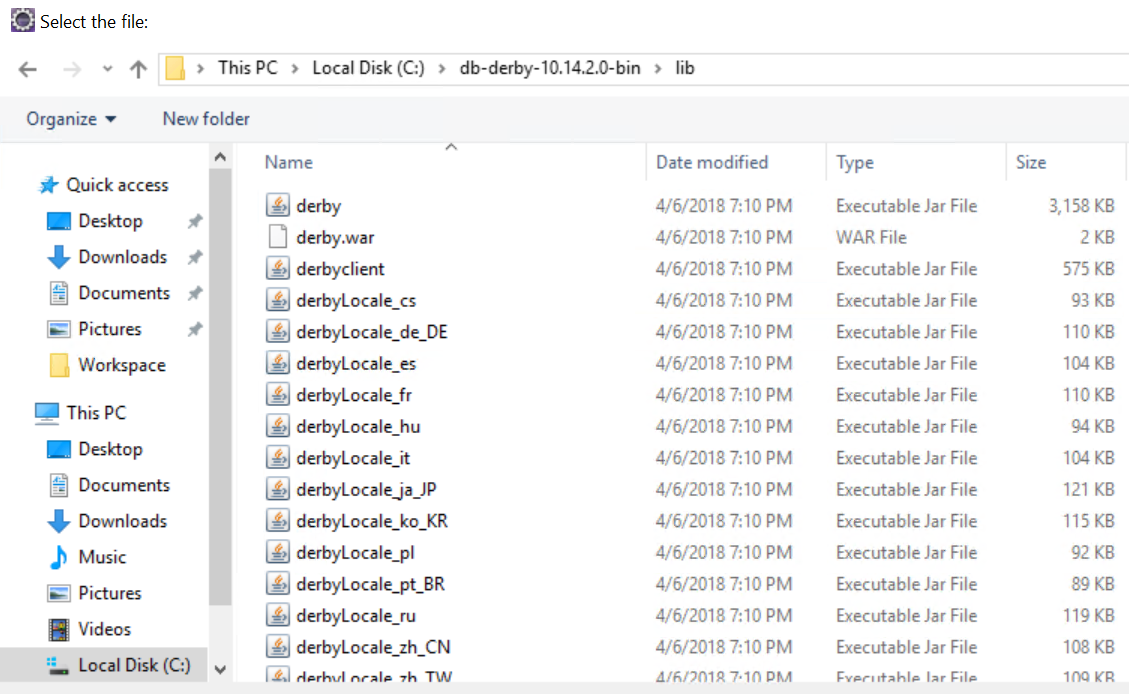 Select the file:
This PC > Local Disk (C:) > db-derby-10.14.2.0-bin > lib
Organize New folder
Name Date modified Type Size
Quick access
Desktop
Downloads
Documents
Pictures
Workspace
This PC
Desktop
Documents
Downloads
Music
Pictures
Videos
Local Disk (C:)
derby 4/6/2018 7:10 PM Executable Jar File 3,158 KB
derby.war 4/6/2018 7:10 PM WAR File 2 KB
derbyclient 4/6/2018 7:10 PM Executable Jar File 575 KB
derbyLocale_cs 4/6/2018 7:10 PM Executable Jar File 93 KB
derbyLocale_de_DE 4/6/2018 7:10 PM Executable Jar File 110 KB
derbyLocale_es 4/6/2018 7:10 PM Executable Jar File 104 KB
derbyLocale_fr 4/6/2018 7:10 PM Executable Jar File 110 KB
derbyLocale_hu 4/6/2018 7:10 PM Executable Jar File 94 KB
derbyLocale_it 4/6/2018 7:10 PM Executable Jar File 104 KB
derbyLocale_ja_JP 4/6/2018 7:10 PM Executable Jar File 121 KB
derbyLocale_ko_KR 4/6/2018 7:10 PM Executable Jar File 115 KB
derbyLocale_pl 4/6/2018 7:10 PM Executable Jar File 92 KB
derbyLocale_pt_BR 4/6/2018 7:10 PM Executable Jar File 89 KB
derbyLocale_ru 4/6/2018 7:10 PM Executable Jar File 119 KB
derbyLocale_zh_CN 4/6/2018 7:10 PM Executable Jar File 108 KB
derbyLocale_zh_TW 4/6/2018 7:10 PM Executable Jar File 109 KB